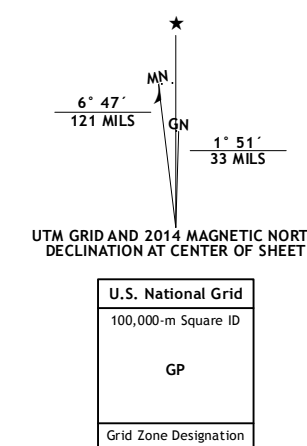 ★
MN
6° 47´
121 MILS
GN
1° 51´
33 MILS
UTM GRID AND 2014 MAGNETIC NORT
DECLINATION AT CENTER OF SHEET
U.S. National Grid
100,000-m Square ID
GP
Grid Zone Designation